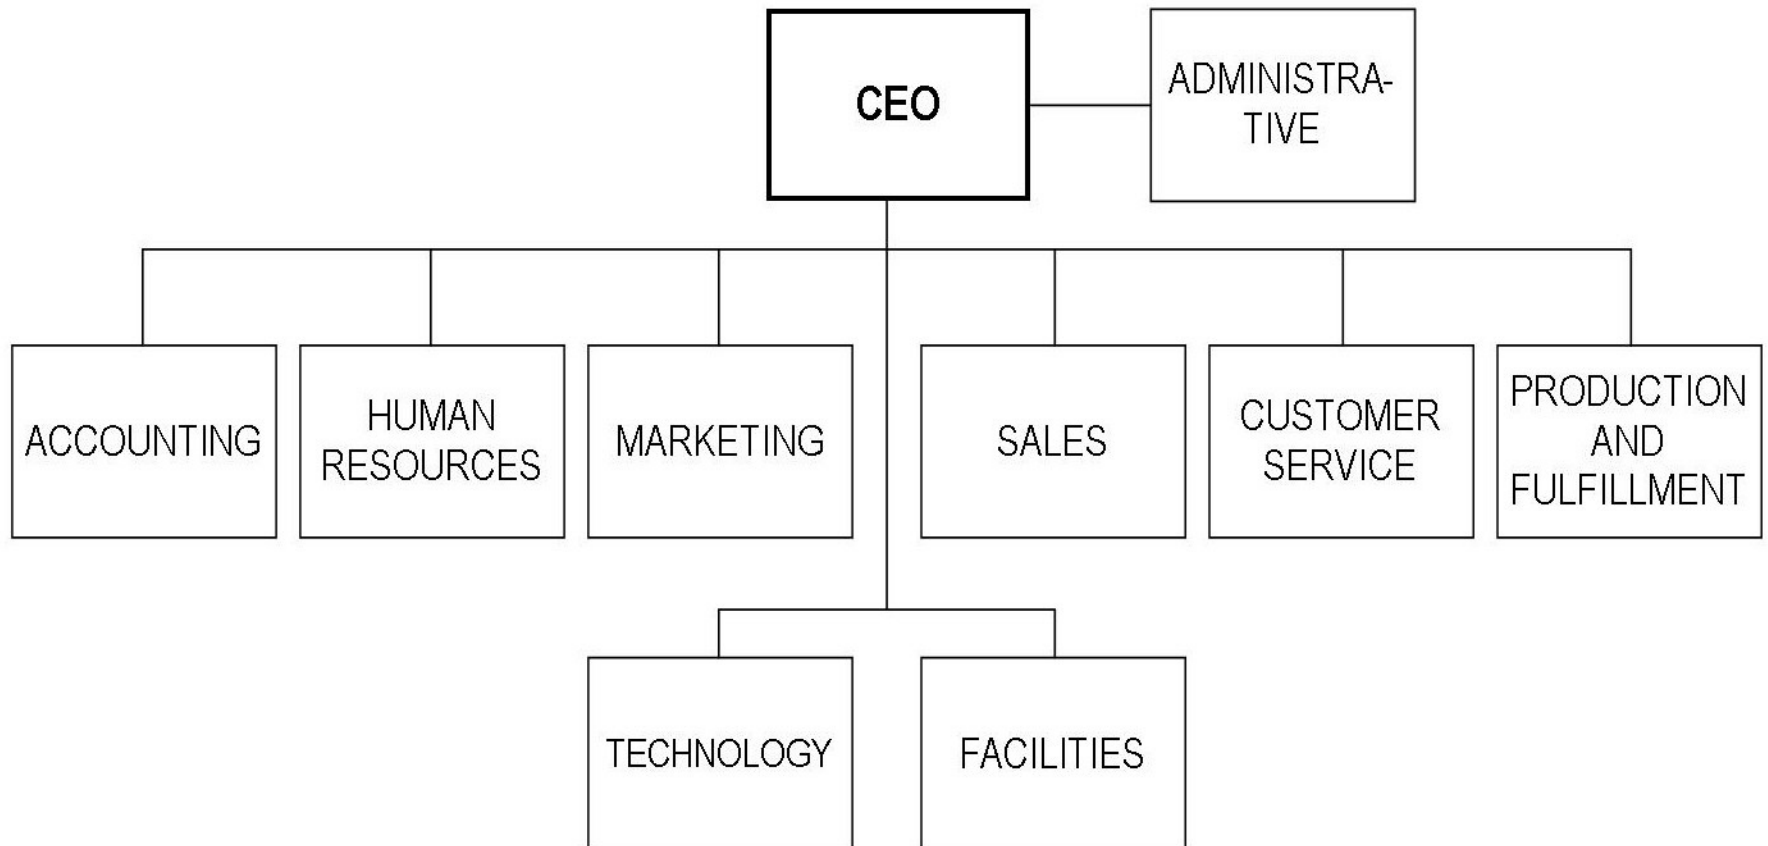 CEO
ADMINISTRA-
TIVE
ACCOUNTING
HUMAN
RESOURCES
MARKETING
SALES
CUSTOMER
SERVICE
PRODUCTION
AND
FULFILLMENT
TECHNOLOGY
FACILITIES